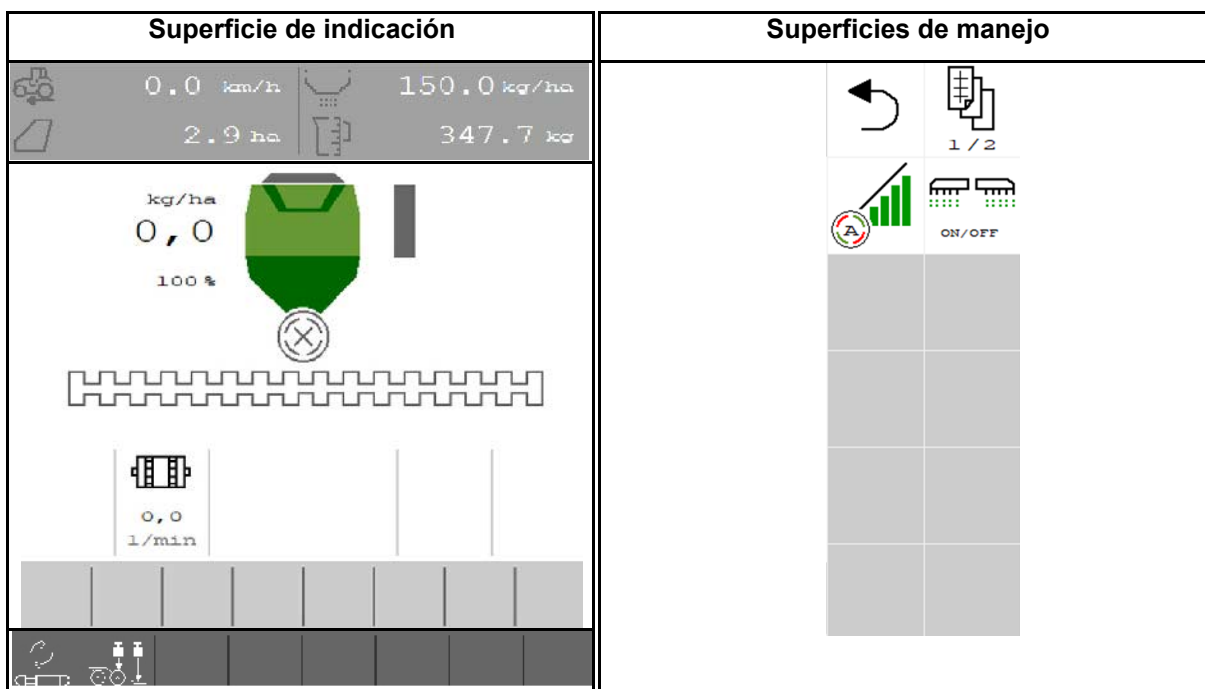 Superficie de indicación
Superficies de manejo
0.0 km/h
150.0 kg/ha
2.9 ha
347.7 kg
kg/ha
0,0
100 %
0,0
1/min
1/2
A
ON/OFF